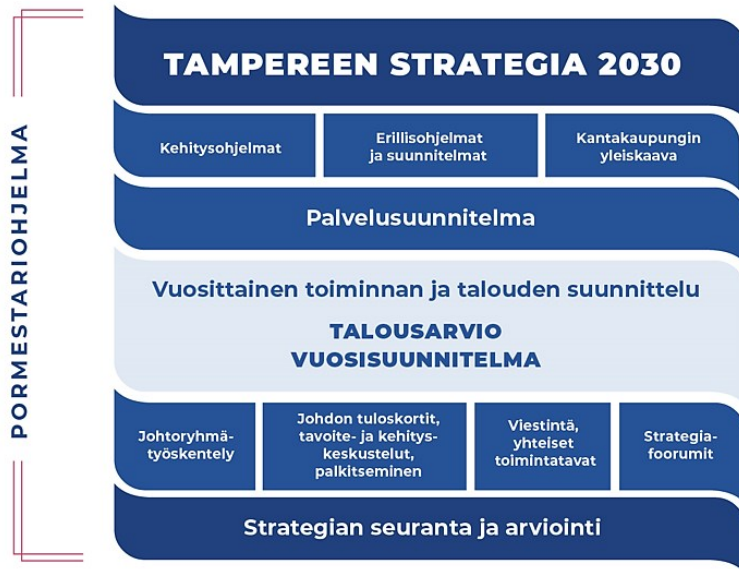 PORMESTARIOHJELMA
TAMPEREEN STRATEGIA 2030
Kehitysohjelmat
Erillisohjelmat
ja suunnitelmat
Kantakaupungin
yleiskaava
Palvelusuunnitelma
Vuosittainen toiminnan ja talouden suunnittelu
TALOUSARVIO
VUOSISUUNNITELMA
Johtoryhmä-
työskentely
Johdon tuloskortit,
tavoite- ja kehitys-
keskustelut,
palkitseminen
Viestintä,
yhteiset
toimintatavat
Strategia-
foorumit
Strategian seuranta ja arviointi